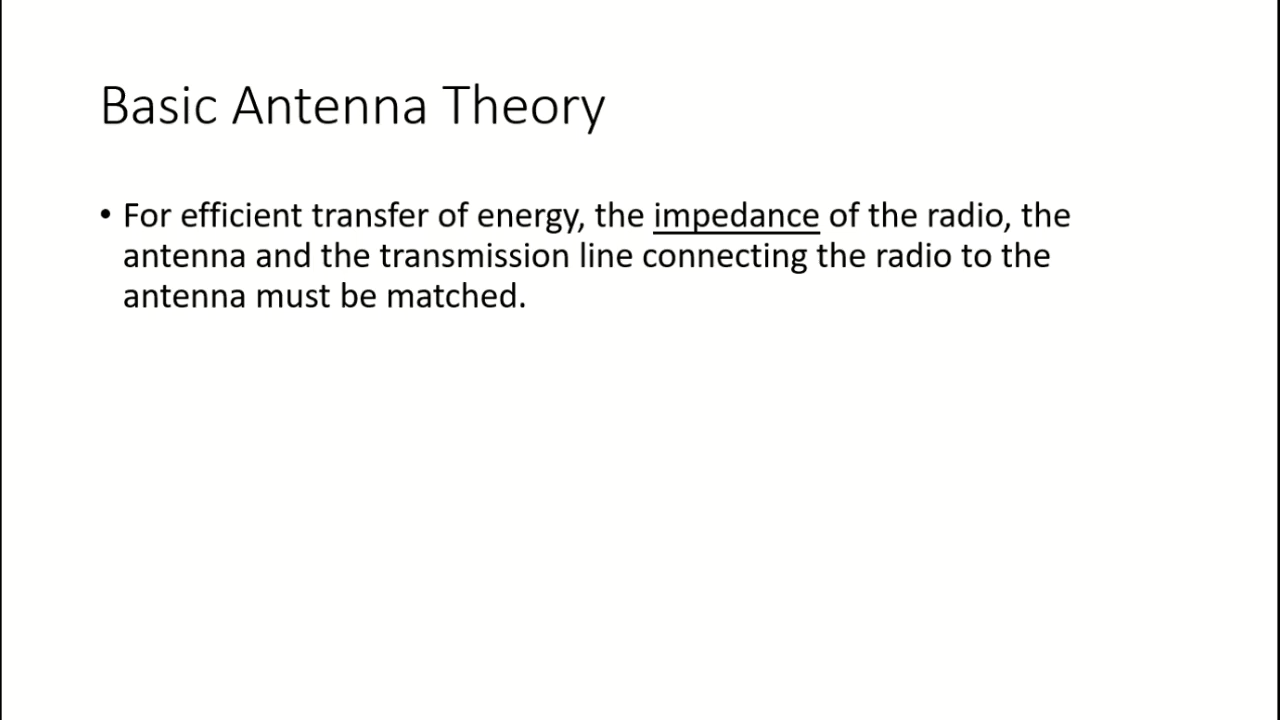 Basic Antenna Theory
• For efficient transfer of energy, the impedance of the radio, the
antenna and the transmission line connecting the radio to the
antenna must be matched.